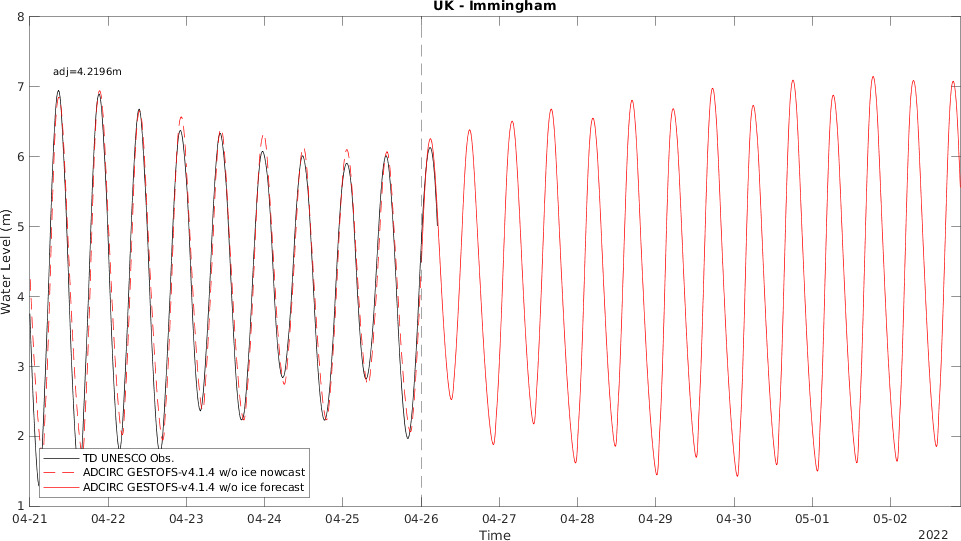 UK - Immingham
8
adj=4.2196m
7
6
5
4
3
2
1
Water Level (m)
TD UNESCO Obs.
ADCIRC GESTOFS-v4.1.4 w/o ice nowcast
ADCIRC GESTOFS-v4.1.4 w/o ice forecast
04-21 04-22 04-23 04-24 04-25 04-26 04-27 04-28 04-29 04-30 05-01 05-02
Time
2022